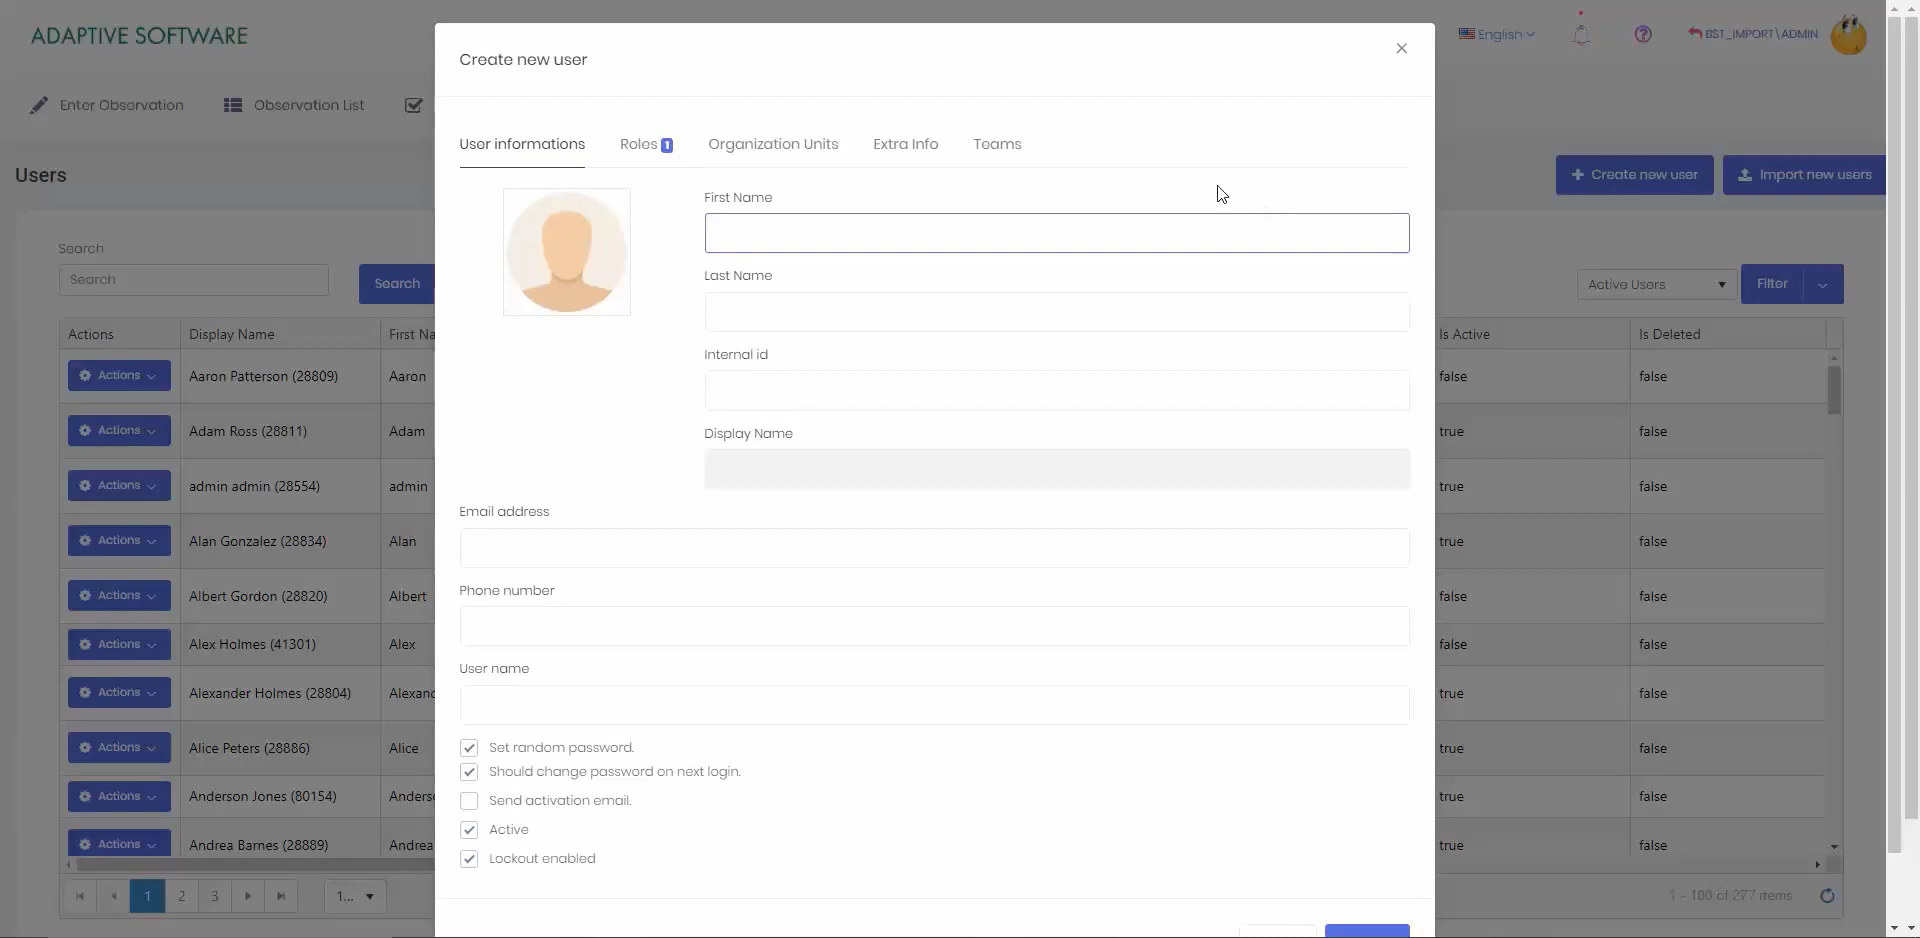 ADAPTIVE SOFTWARE
English
BST_IMPORT\ADMIN
Enter Observation
Observation List
Users
Create new user
Import new users
Search
Search
Search
Active Users
Filter
Actions Display Name First Na Is Active Is Deleted
Actions Aaron Patterson (28809) Aaron false false
Actions Adam Ross (28811) Adam true false
Actions admin admin (28554) admin true false
Actions Alan Gonzalez (28834) Alan true false
Actions Albert Gordon (28820) Albert false false
Actions Alex Holmes (41301) Alex false false
Actions Alexander Holmes (28804) Alexand true false
Actions Alice Peters (28886) Alice true false
Actions Anderson Jones (80154) Anders true false
Actions Andrea Barnes (28889) Andrea true false
1 2 3 1...
1 - 100 of 277 items
Create new user
User informations Roles 1 Organization Units Extra Info Teams
First Name
Last Name
Internal id
Display Name
Email address
Phone number
User name
Set random password.
Should change password on next login.
Send activation email.
Active
Lockout enabled